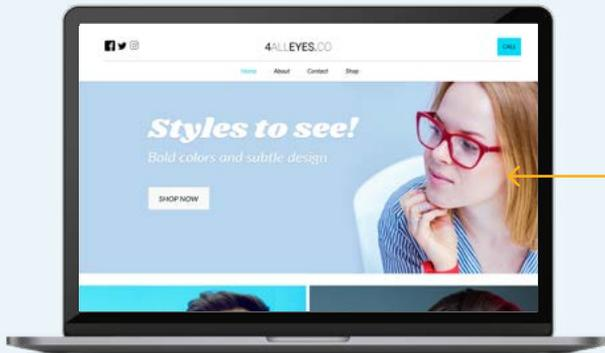 4ALLEYES.CO
CALL
Home About Contact Shop
Styles to see!
Bold colors and subtle design
SHOP NOW